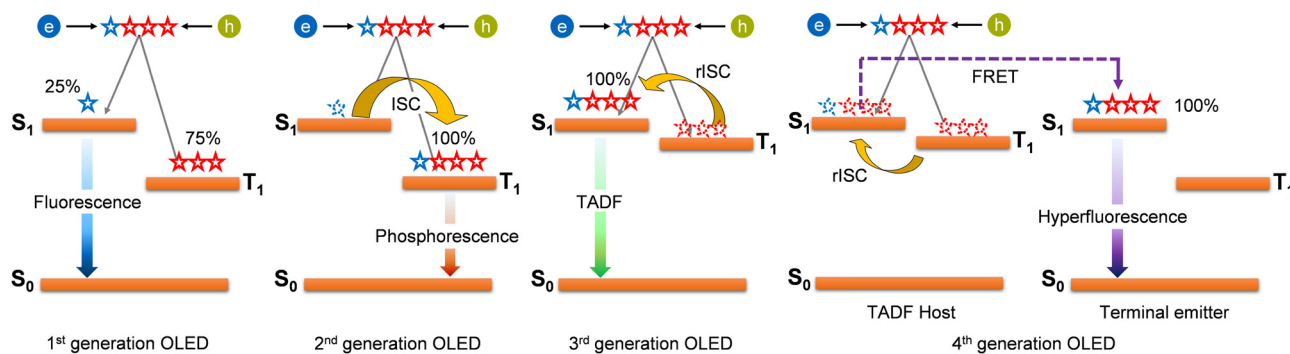 e h
25%
S₁
75%
T₁
Fluorescence
S₀
1st generation OLED
e h
ISC
S₁
100%
T₁
Phosphorescence
S₀
2nd generation OLED
e h
rISC
100%
S₁
T₁
TADF
S₀
3rd generation OLED
e h
FRET
S₁
T₁
rISC
S₀
TADF Host
100%
S₁
T
Hyperfluorescence
S₀
Terminal emitter
4th generation OLED